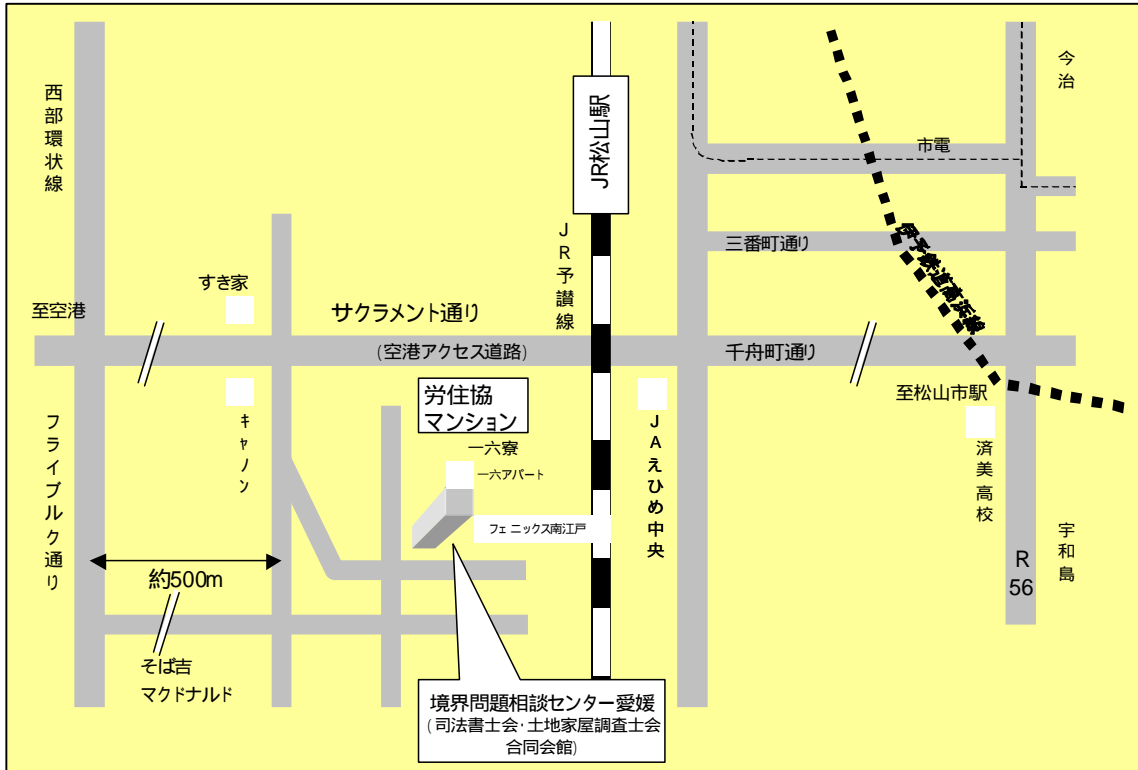 西部環状線
今治
JR松山駅
市電
JR予讃線
三番町通り
伊予鉄道高浜線
すき家
至空港
サクラメント通り
(空港アクセス道路)
千舟町通り
労住協
マンション
至松山市駅
フライブルク通り
キャノン
JAえひめ中央
一六寮
一六アパート
済美高校
フェニックス南江戸
宇和島
R
56
約500m
そば吉
マクドナルド
境界問題相談センター愛媛
(司法書士会・土地家屋調査士会
合同会館)